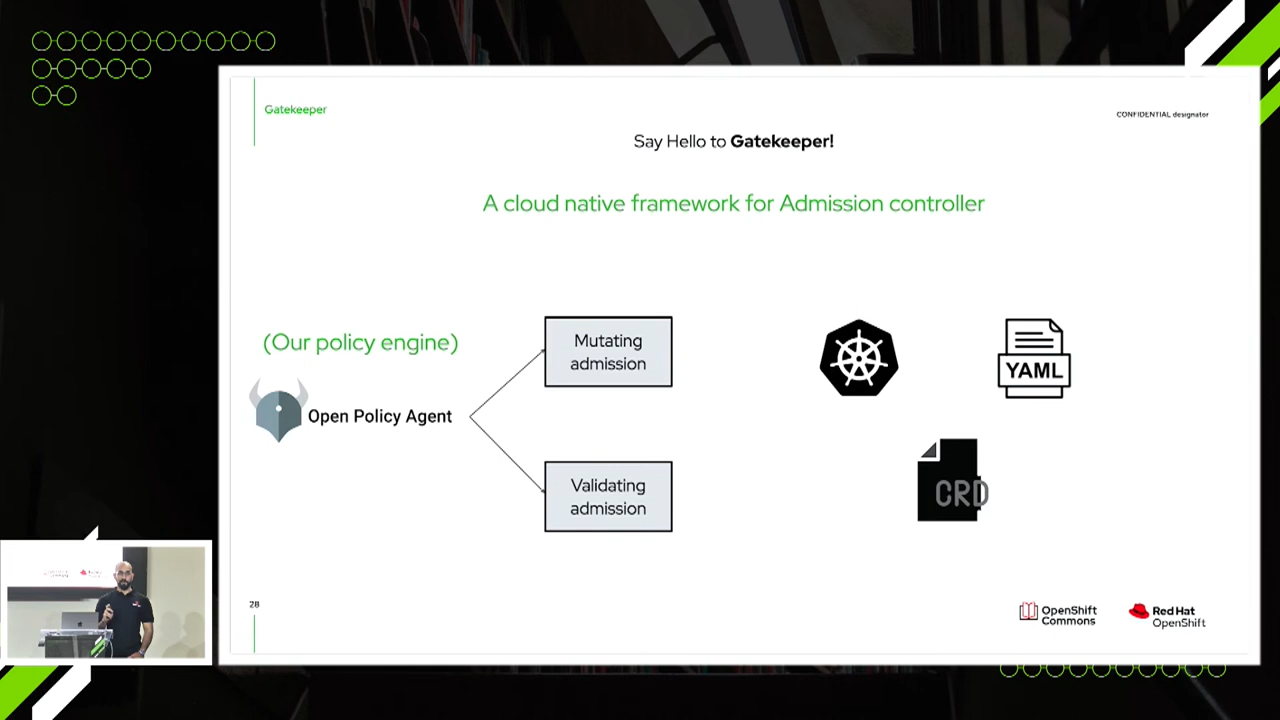 Gatekeeper
CONFIDENTIAL designator
Say Hello to Gatekeeper!
A cloud native framework for Admission controller
(Our policy engine)
Open Policy Agent
Mutating
admission
Validating
admission
YAML
CRD
28
OpenShift
Commons
Red Hat
OpenShift